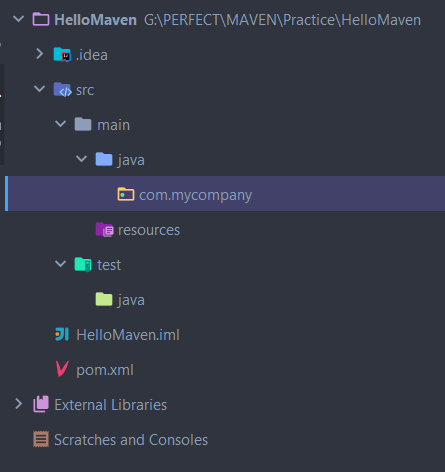 HelloMaven G:\PERFECT\MAVEN\Practice\HelloMaven
.idea
src
main
java
com.mycompany
resources
test
java
HelloMaven.iml
pom.xml
External Libraries
Scratches and Consoles